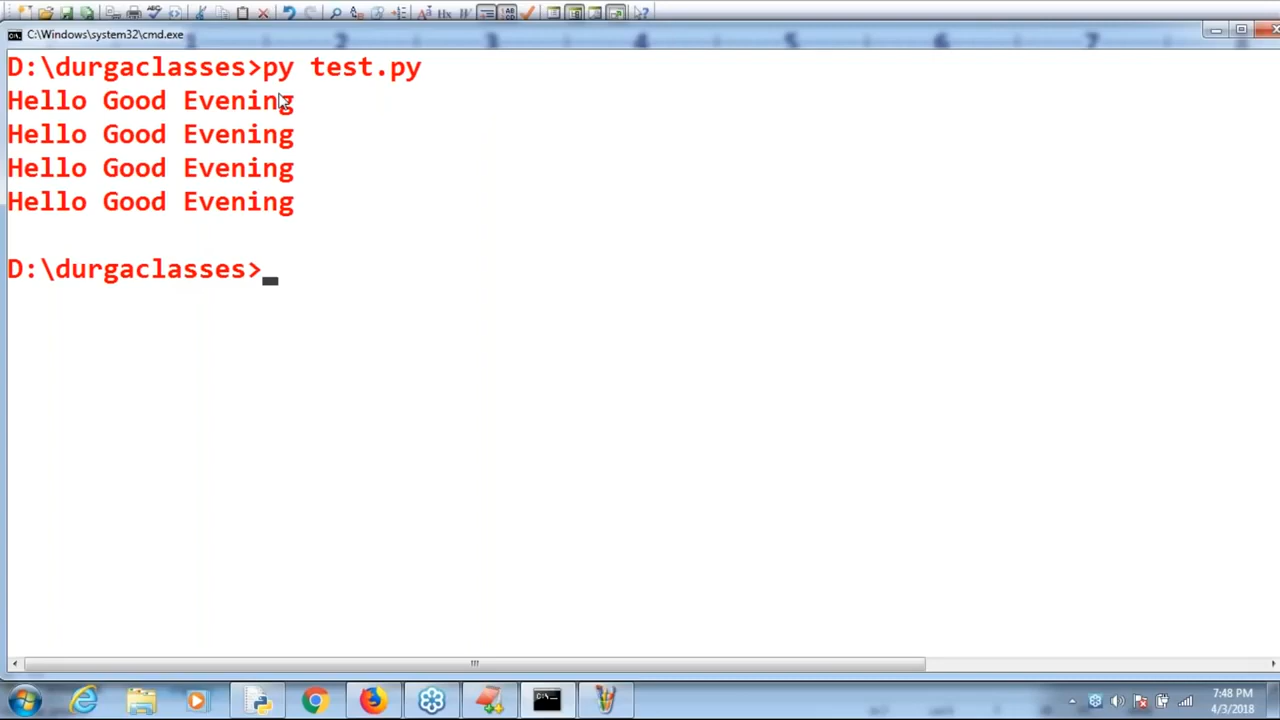 C:\Windows\system32\cmd.exe
D:\durgaclasses>py test.py
Hello Good Evening
Hello Good Evening
Hello Good Evening
Hello Good Evening
D:\durgaclasses>
7:48 PM
4/3/2018